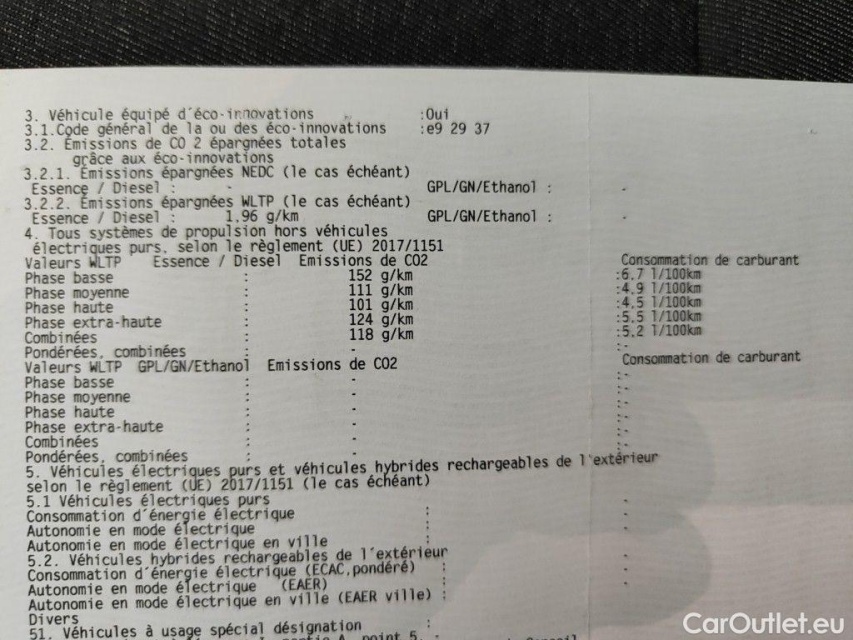 3. Véhicule équipé d'éco-innovations :Oui
3.1.Code général de la ou des éco-innovations :e9 29 37
3.2. Emissions de CO 2 épargnées totales
grâce aux éco-innovations
3.2.1. Émissions épargnées NEDC (le cas échéant)
Essence / Diesel : - GPL/GN/Ethanol : -
3.2.2. Émissions épargnées WLTP (le cas échéant)
Essence / Diesel : 1.96 g/km GPL/GN/Ethanol : -
4. Tous systèmes de propulsion hors véhicules
électriques purs, selon le règlement (UE) 2017/1151
Valeurs WLTP Essence / Diesel Emissions de CO2 Consommation de carburant
Phase basse : 152 g/km :6.7 l/100km
Phase moyenne : 111 g/km :4.9 l/100km
Phase haute : 101 g/km :4.5 l/100km
Phase extra-haute : 124 g/km :5.5 l/100km
Combinées : 118 g/km :5.2 l/100km
Pondérées, combinées : - :-
Valeurs WLTP GPL/GN/Ethanol Emissions de CO2 Consommation de carburant
Phase basse : - :-
Phase moyenne : - :-
Phase haute : - :-
Phase extra-haute : - :-
Combinées : - :-
Pondérées, combinées : - :-
5. Véhicules électriques purs et véhicules hybrides rechargeables de l'extérieur
selon le règlement (UE) 2017/1151 (le cas échéant)
5.1 Véhicules électriques purs
Consommation d'énergie électrique : -
Autonomie en mode électrique : -
Autonomie en mode électrique en ville : -
5.2. Véhicules hybrides rechargeables de l'extérieur
Consommation d'énergie électrique (ECAC,pondéré) : -
Autonomie en mode électrique (EAER) : -
Autonomie en mode électrique en ville (EAER ville) : -
Divers
51. Véhicules à usage spécial désignation :
point 5.
CarOutlet.eu